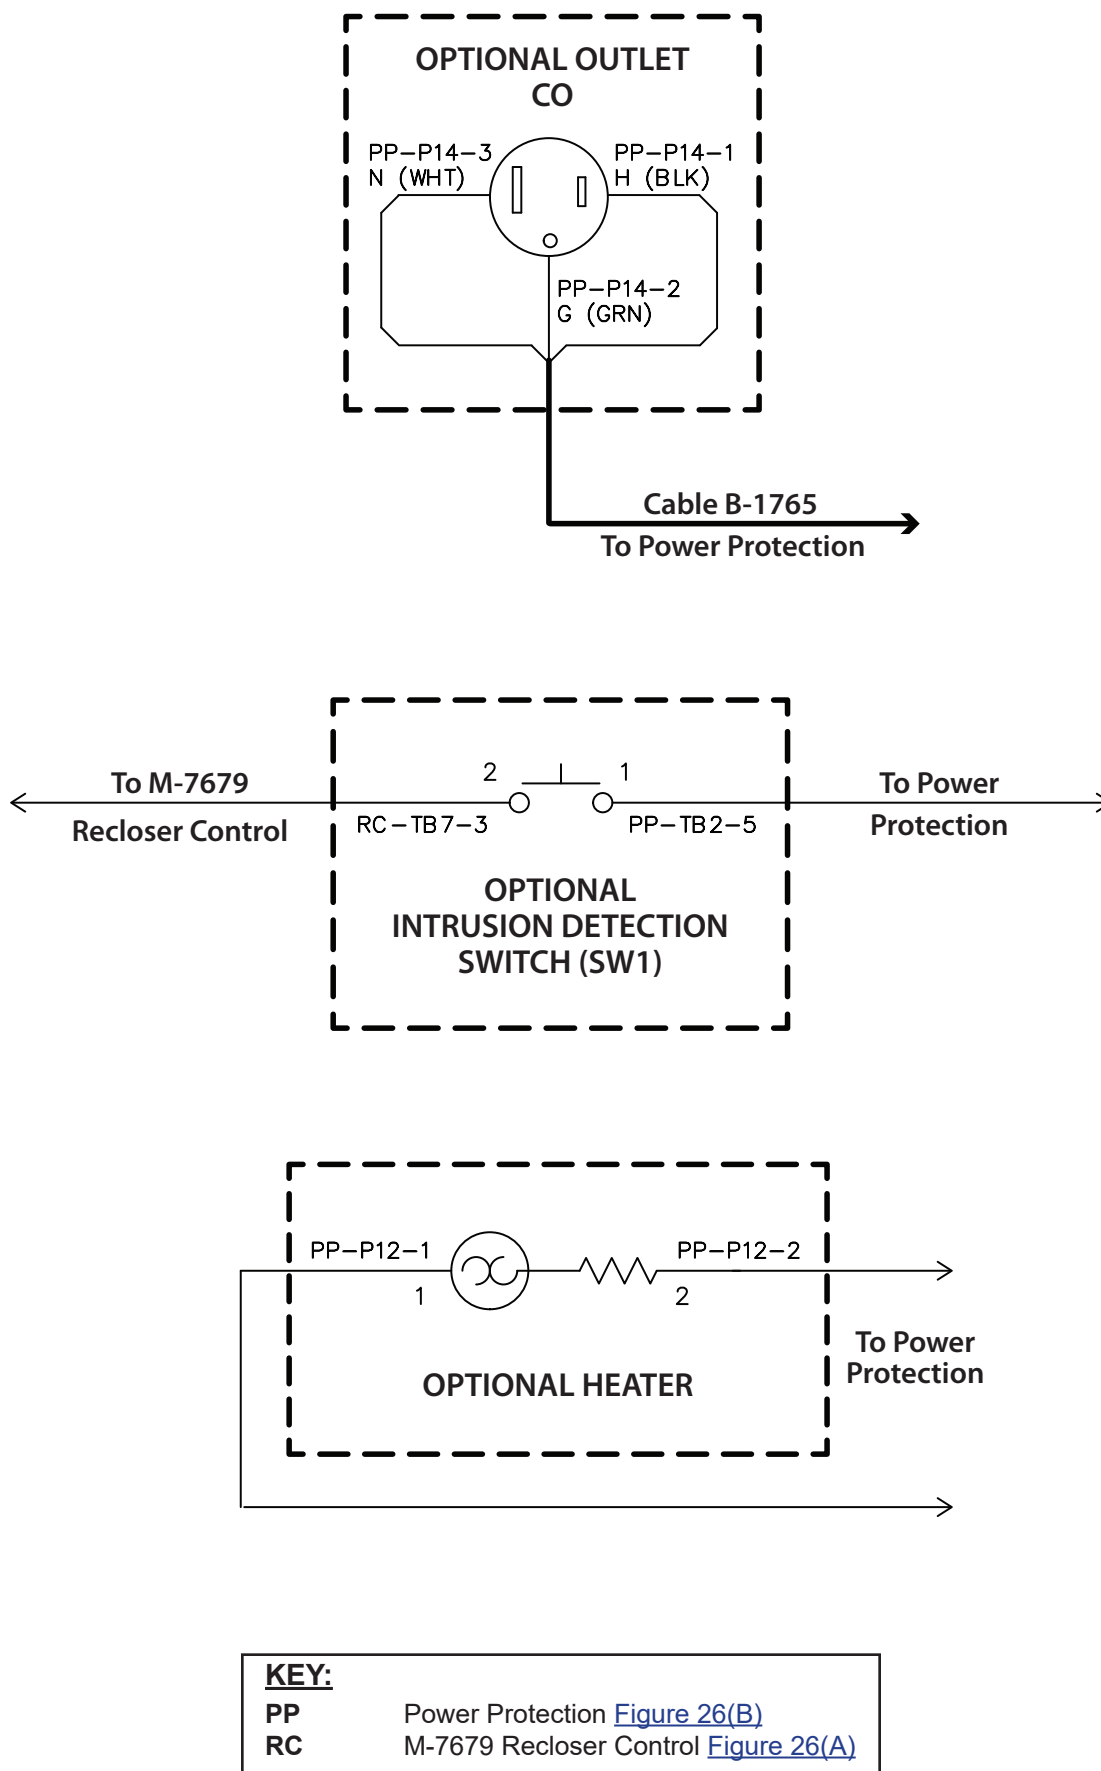 OPTIONAL OUTLET
CO
PP-P14-3
N (WHT)
PP-P14-1
H (BLK)
PP-P14-2
G (GRN)
Cable B-1765
To Power Protection
To M-7679
Recloser Control
2
1
RC-TB7-3
PP-TB2-5
To Power
Protection
OPTIONAL
INTRUSION DETECTION
SWITCH (SW1)
PP-P12-1
PP-P12-2
1
2
To Power
Protection
OPTIONAL HEATER
KEY:
PP Power Protection Figure 26(B)
RC M-7679 Recloser Control Figure 26(A)